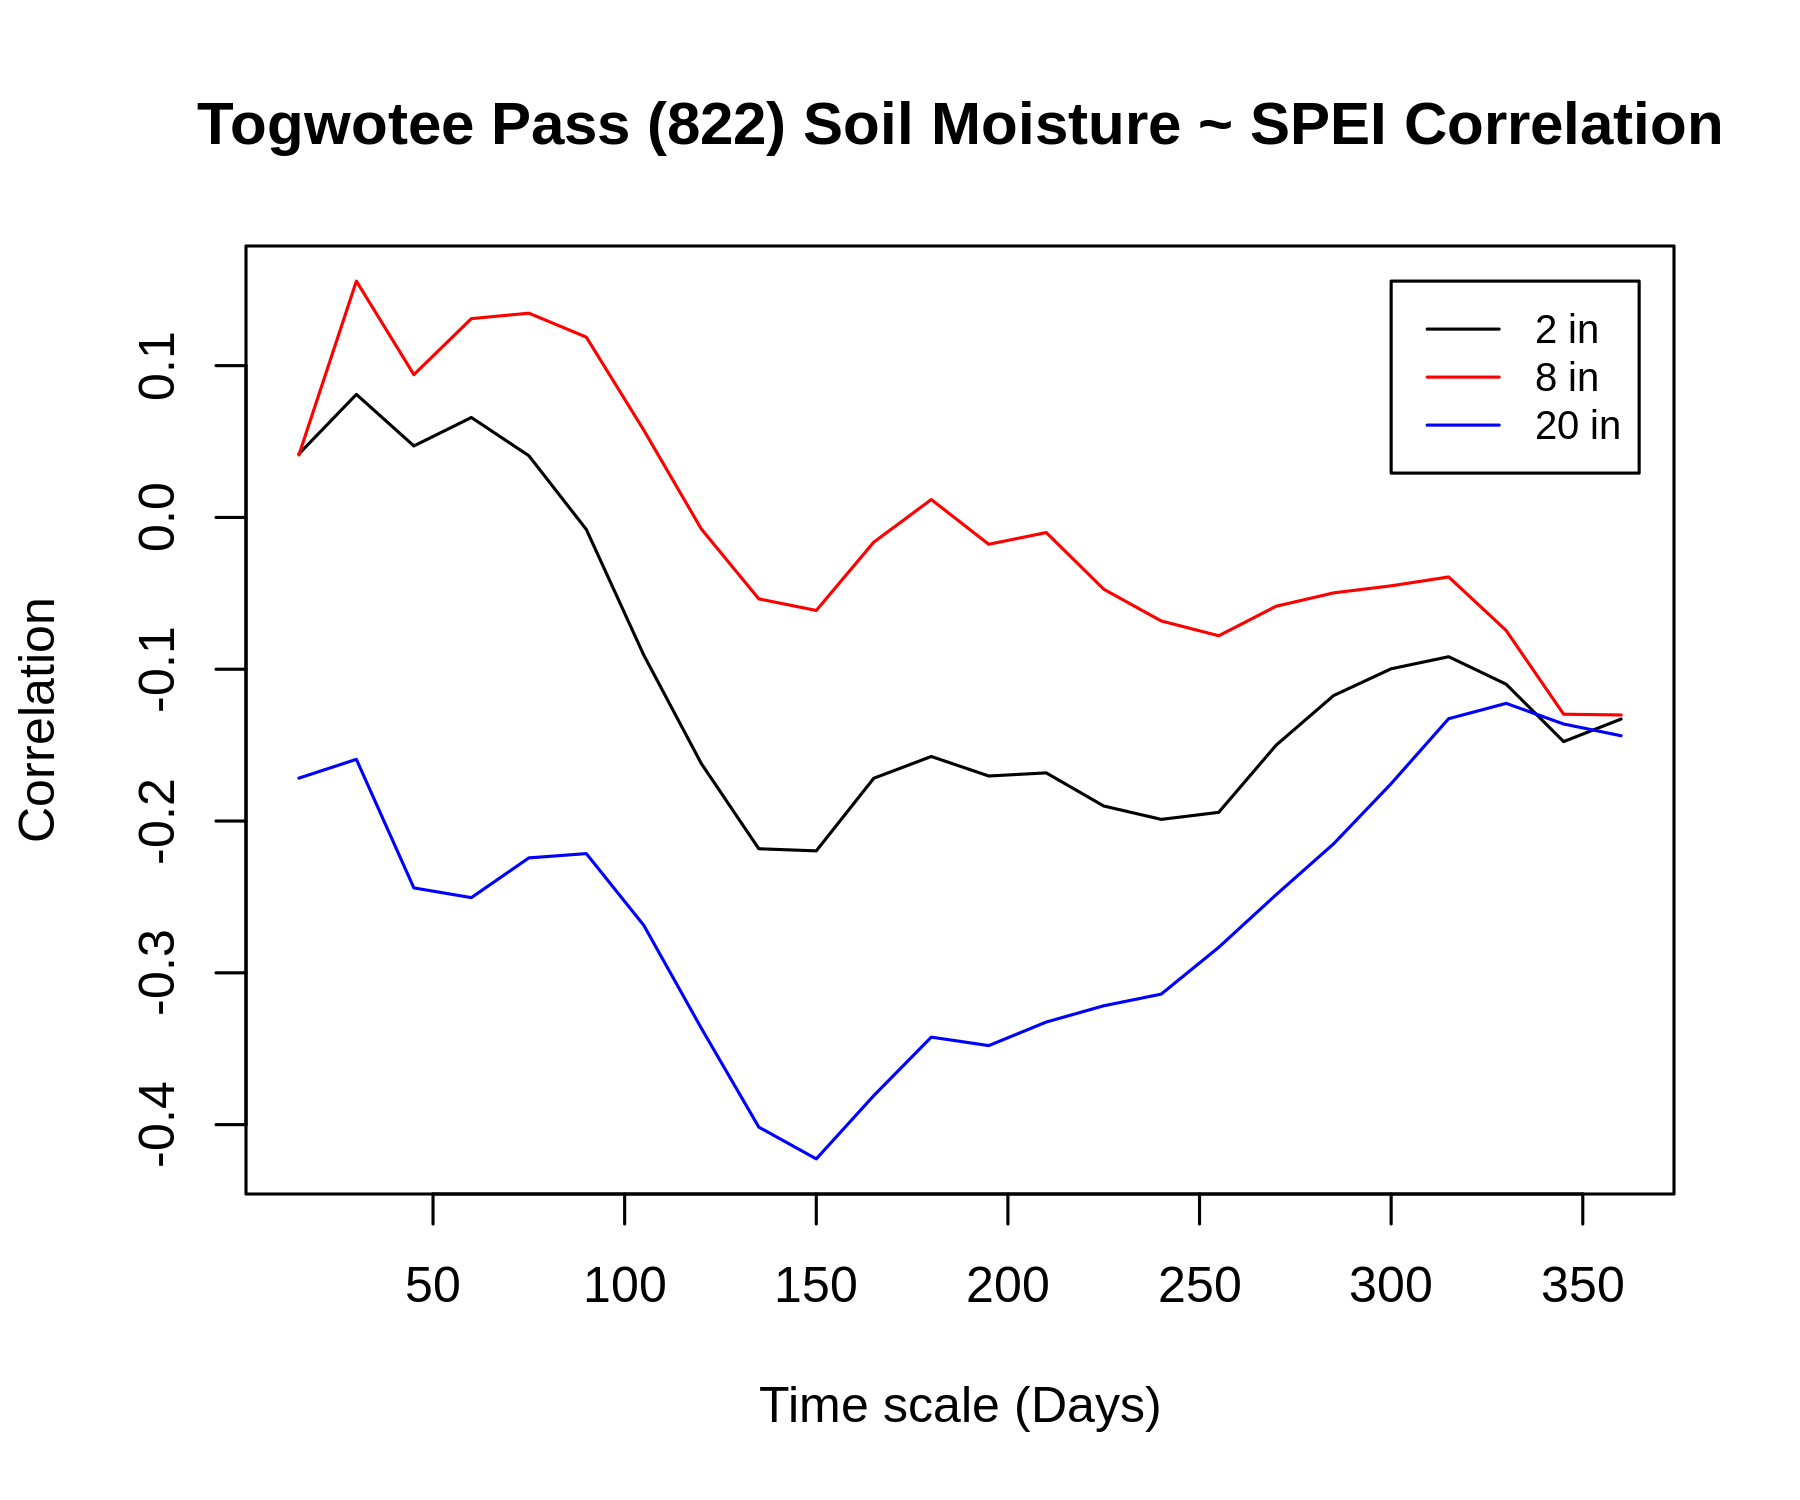 Togwotee Pass (822) Soil Moisture ~ SPEI Correlation
2 in
8 in
20 in
Correlation
0.1
0.0
-0.1
-0.2
-0.3
-0.4
50 100 150 200 250 300 350
Time scale (Days)